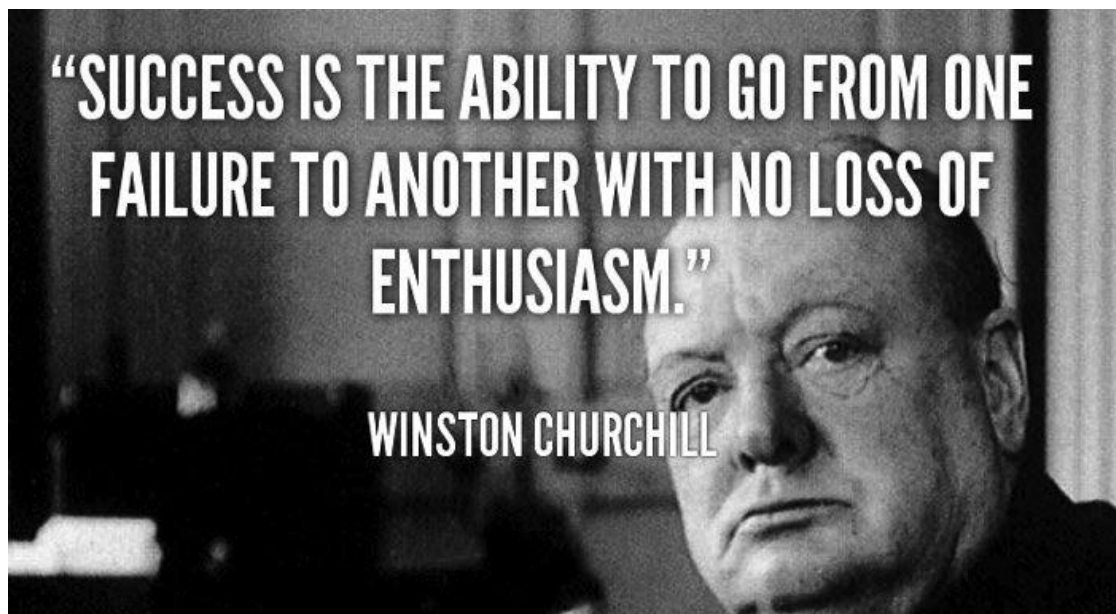 “SUCCESS IS THE ABILITY TO GO FROM ONE
FAILURE TO ANOTHER WITH NO LOSS OF
ENTHUSIASM.”
WINSTON CHURCHILL